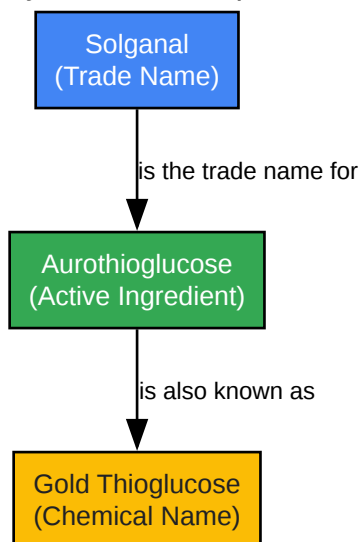 Solganal
(Trade Name)
is the trade name for
Aurothioglucose
(Active Ingredient)
is also known as
Gold Thioglucose
(Chemical Name)